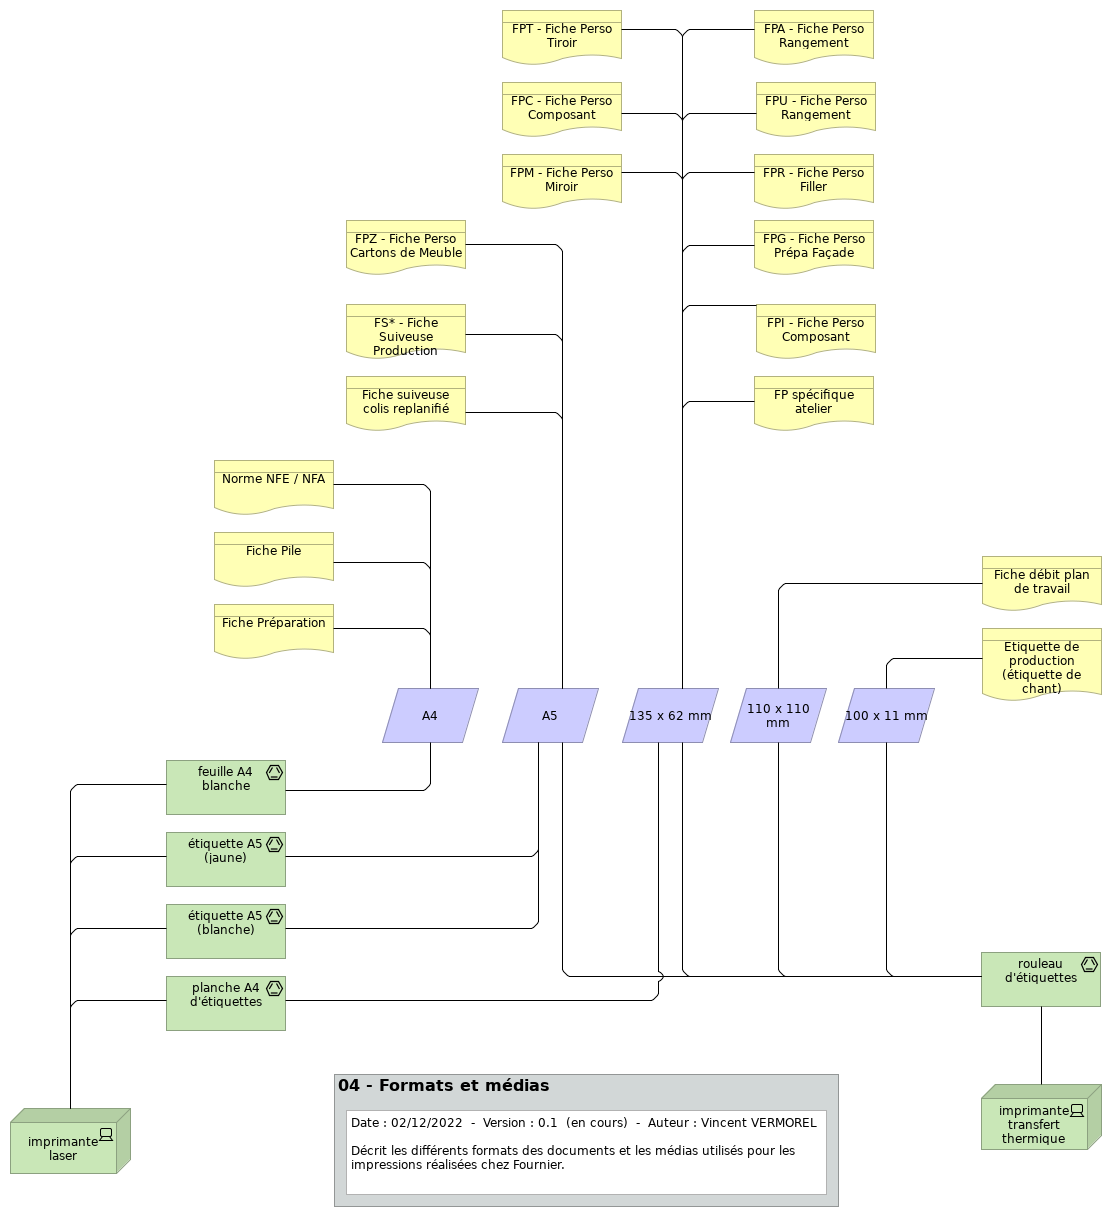 FPT - Fiche Perso
Tiroir
FPA - Fiche Perso
Rangement
FPC - Fiche Perso
Composant
FPU - Fiche Perso
Rangement
FPM - Fiche Perso
Miroir
FPR - Fiche Perso
Filler
FPZ - Fiche Perso
Cartons de Meuble
FPG - Fiche Perso
Prépa Façade
FS* - Fiche
Suiveuse
Production
FPI - Fiche Perso
Composant
Fiche suiveuse
colis replanifié
FP spécifique
atelier
Norme NFE / NFA
Fiche Pile
Fiche débit plan
de travail
Fiche Préparation
Etiquette de
production
(étiquette de
chant)
A4
A5
135 x 62 mm
110 x 110
mm
100 x 11 mm
feuille A4
blanche
étiquette A5
(jaune)
étiquette A5
(blanche)
planche A4
d'étiquettes
rouleau
d'étiquettes
imprimante
laser
imprimante
transfert
thermique
04 - Formats et médias
Date : 02/12/2022  -  Version : 0.1  (en cours)  -  Auteur : Vincent VERMOREL
Décrit les différents formats des documents et les médias utilisés pour les
impressions réalisées chez Fournier.